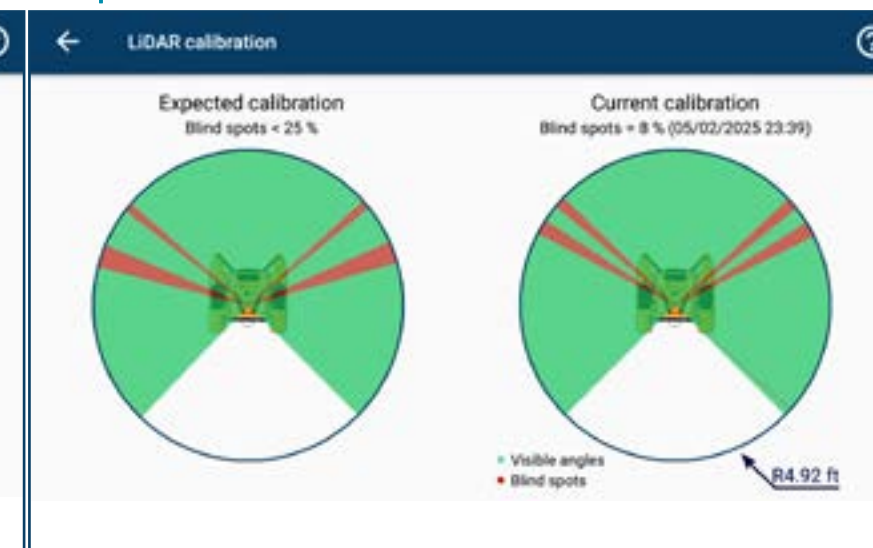 LiDAR calibration
Expected calibration
Blind spots < 25 %
Current calibration
Blind spots = 8 % (05/02/2025 23:39)
Visible angles
Blind spots
R4.92 ft